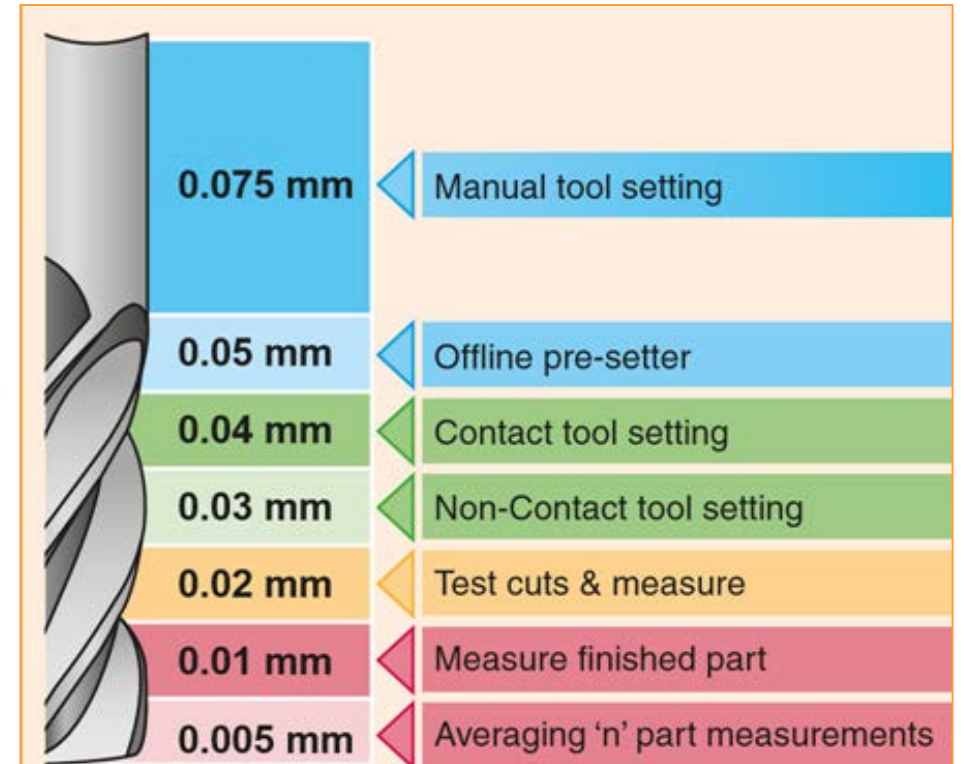 0.075 mm Manual tool setting
0.05 mm Offline pre-setter
0.04 mm Contact tool setting
0.03 mm Non-Contact tool setting
0.02 mm Test cuts & measure
0.01 mm Measure finished part
0.005 mm Averaging ‘n’ part measurements